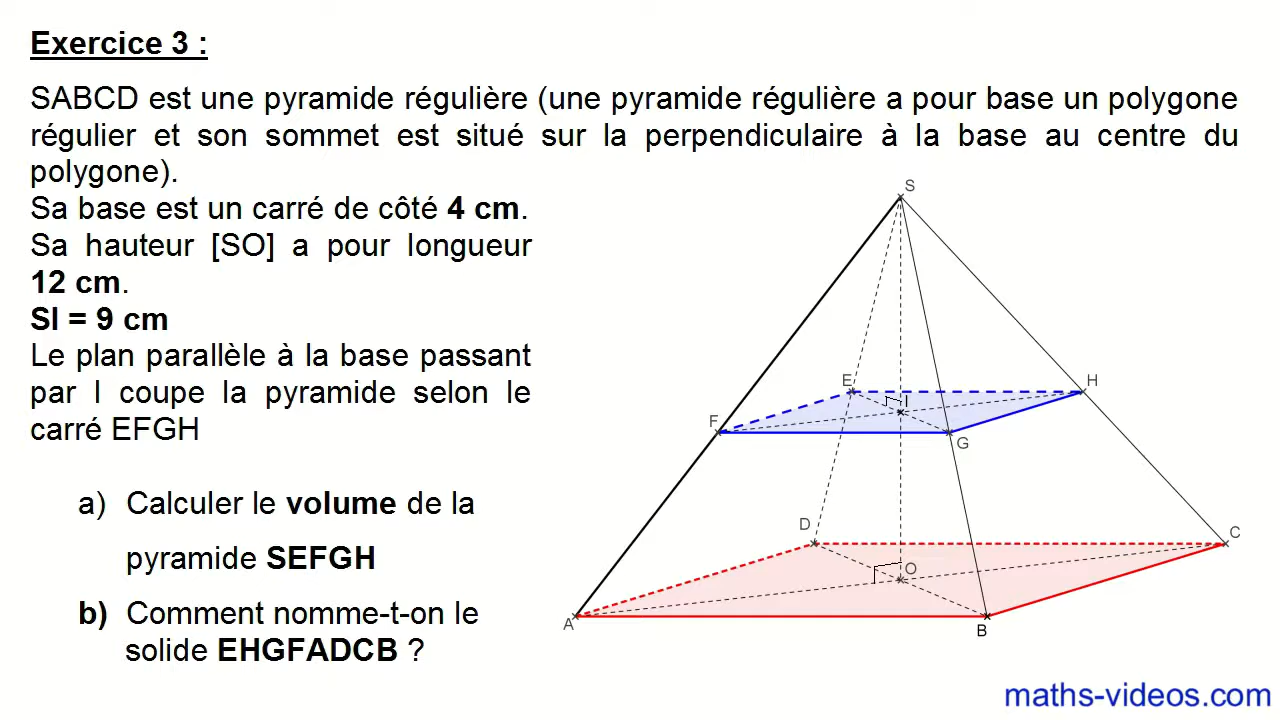 Exercice 3 :
SABCD est une pyramide régulière (une pyramide régulière a pour base un polygone
régulier et son sommet est situé sur la perpendiculaire à la base au centre du
polygone).
Sa base est un carré de côté 4 cm.
Sa hauteur [SO] a pour longueur
12 cm.
SI = 9 cm
Le plan parallèle à la base passant
par I coupe la pyramide selon le
carré EFGH
a) Calculer le volume de la
pyramide SEFGH
b) Comment nomme-t-on le
solide EHGFADCB ?
S
E
H
I
F
G
D
C
O
A
B
maths-videos.com